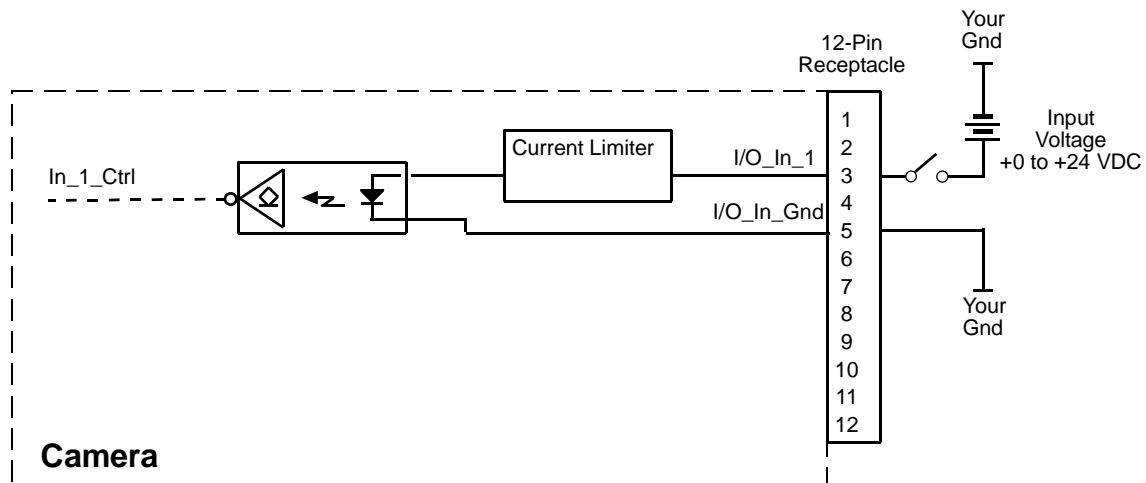 Your
Gnd
12-Pin
Receptacle
Input
Voltage
+0 to +24 VDC
Current Limiter
I/O_In_1
In_1_Ctrl
I/O_In_Gnd
1
2
3
4
5
6
7
8
9
10
11
12
Your
Gnd
Camera